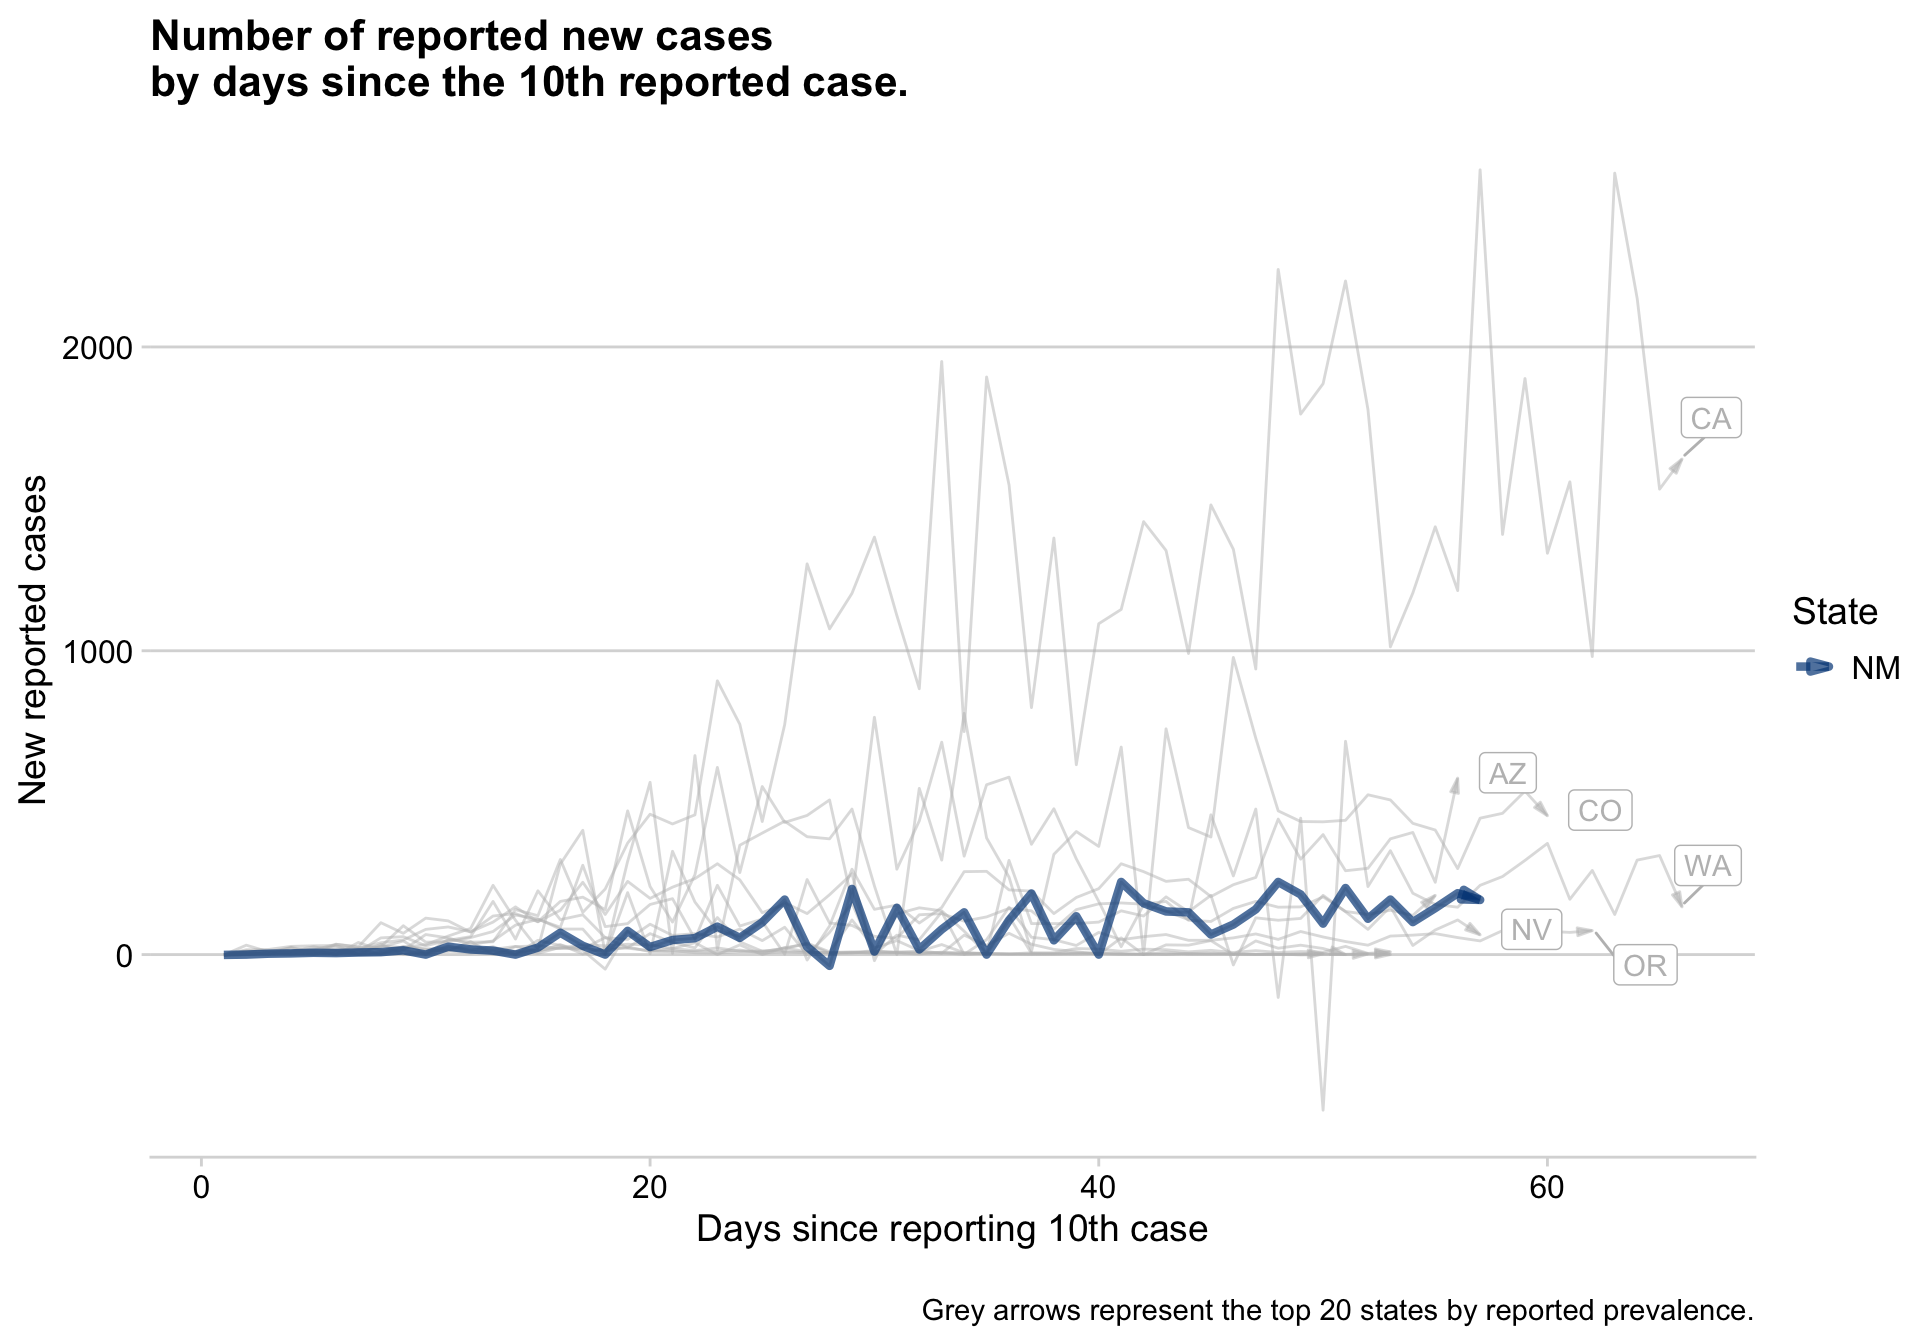 Number of reported new cases
by days since the 10th reported case.
New reported cases
2000
1000
0
CA
AZ
CO
WA
NV
OR
State
NM
0
20
40
60
Days since reporting 10th case
Grey arrows represent the top 20 states by reported prevalence.